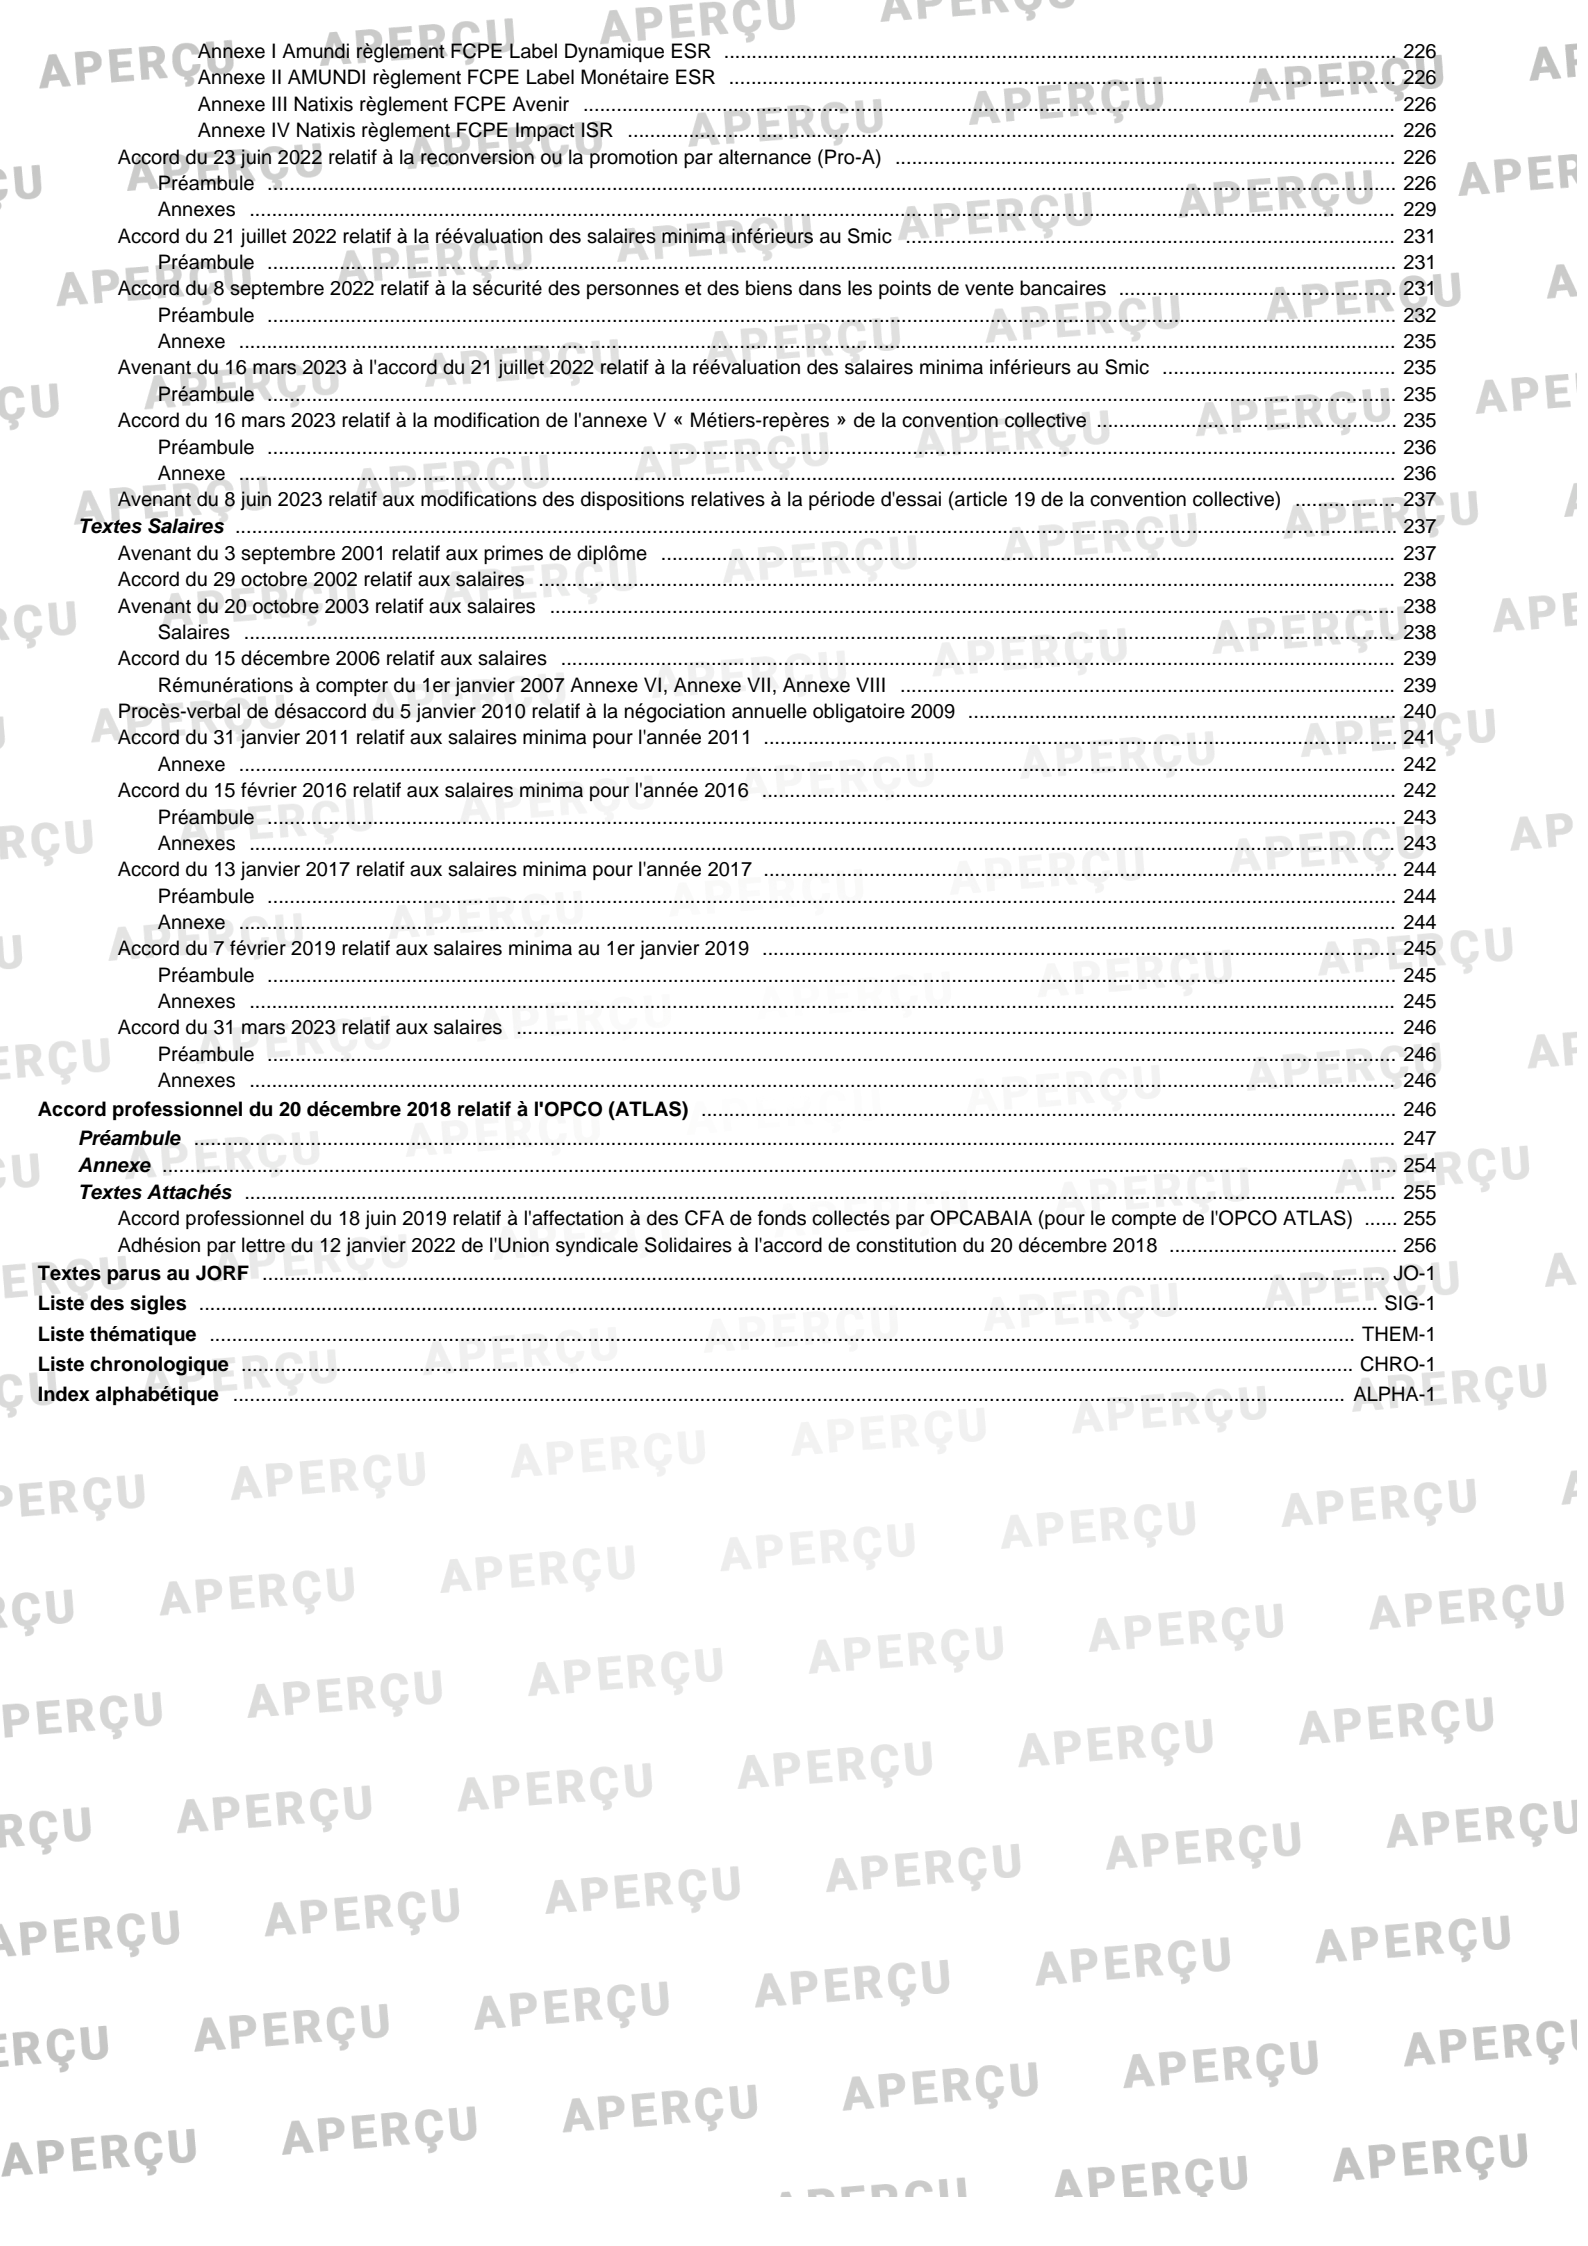 Annexe I Amundi règlement FCPE Label Dynamique ESR ........ 226
Annexe II AMUNDI règlement FCPE Label Monétaire ESR ........ 226
Annexe III Natixis règlement FCPE Avenir ........ 226
Annexe IV Natixis règlement FCPE Impact ISR ........ 226
Accord du 23 juin 2022 relatif à la reconversion ou la promotion par alternance (Pro-A) ........ 226
Préambule ........ 226
Annexes ........ 229
Accord du 21 juillet 2022 relatif à la réévaluation des salaires minima inférieurs au Smic ........ 231
Préambule ........ 231
Accord du 8 septembre 2022 relatif à la sécurité des personnes et des biens dans les points de vente bancaires ........ 231
Préambule ........ 232
Annexe ........ 235
Avenant du 16 mars 2023 à l'accord du 21 juillet 2022 relatif à la réévaluation des salaires minima inférieurs au Smic ........ 235
Préambule ........ 235
Accord du 16 mars 2023 relatif à la modification de l'annexe V « Métiers-repères » de la convention collective ........ 235
Préambule ........ 236
Annexe ........ 236
Avenant du 8 juin 2023 relatif aux modifications des dispositions relatives à la période d'essai (article 19 de la convention collective) ........ 237
Textes Salaires ........ 237
Avenant du 3 septembre 2001 relatif aux primes de diplôme ........ 237
Accord du 29 octobre 2002 relatif aux salaires ........ 238
Avenant du 20 octobre 2003 relatif aux salaires ........ 238
Salaires ........ 238
Accord du 15 décembre 2006 relatif aux salaires ........ 239
Rémunérations à compter du 1er janvier 2007 Annexe VI, Annexe VII, Annexe VIII ........ 239
Procès-verbal de désaccord du 5 janvier 2010 relatif à la négociation annuelle obligatoire 2009 ........ 240
Accord du 31 janvier 2011 relatif aux salaires minima pour l'année 2011 ........ 241
Annexe ........ 242
Accord du 15 février 2016 relatif aux salaires minima pour l'année 2016 ........ 242
Préambule ........ 243
Annexes ........ 243
Accord du 13 janvier 2017 relatif aux salaires minima pour l'année 2017 ........ 244
Préambule ........ 244
Annexe ........ 244
Accord du 7 février 2019 relatif aux salaires minima au 1er janvier 2019 ........ 245
Préambule ........ 245
Annexes ........ 245
Accord du 31 mars 2023 relatif aux salaires ........ 246
Préambule ........ 246
Annexes ........ 246
Accord professionnel du 20 décembre 2018 relatif à l'OPCO (ATLAS) ........ 246
Préambule ........ 247
Annexe ........ 254
Textes Attachés ........ 255
Accord professionnel du 18 juin 2019 relatif à l'affectation à des CFA de fonds collectés par OPCABAIA (pour le compte de l'OPCO ATLAS) ...... 255
Adhésion par lettre du 12 janvier 2022 de l'Union syndicale Solidaires à l'accord de constitution du 20 décembre 2018 ........ 256
Textes parus au JORF ........ JO-1
Liste des sigles ........ SIG-1
Liste thématique ........ THEM-1
Liste chronologique ........ CHRO-1
Index alphabétique ........ ALPHA-1
APERÇU